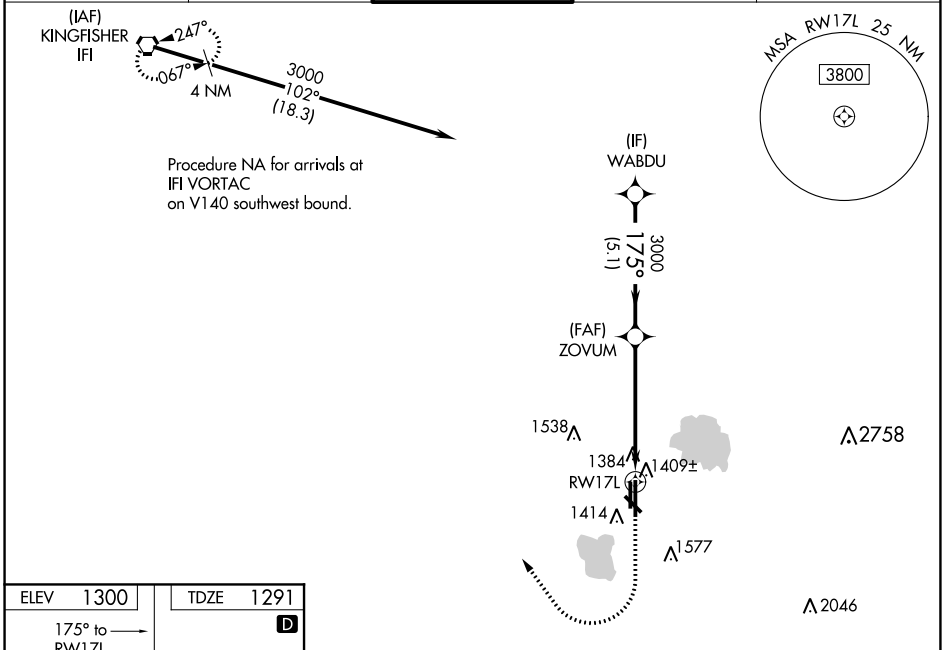 (IAF)
KINGFISHER
IFI
247°
067°
4 NM
3000
102°
(18.3)
Procedure NA for arrivals at
IFI VORTAC
on V140 southwest bound.
MSA RW17L 25 NM
3800
(IF)
WABDU
3000
175°
(5.1)
(FAF)
ZOVUM
1538
2758
1384
1409±
RW17L
1414
1577
2046
ELEV 1300
TDZE 1291
D
175° to
RW17L